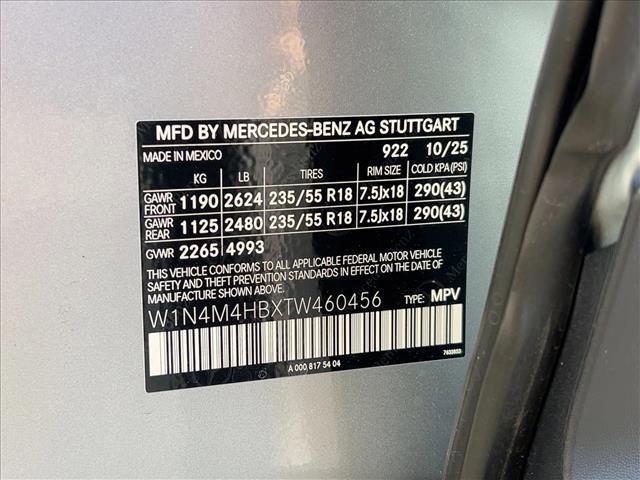 MFD BY MERCEDES-BENZ AG STUTTGART
MADE IN MEXICO 922 10/25
KG LB TIRES RIM SIZE COLD KPA(PSI)
GAWR FRONT 1190 2624 235/55 R18 7.5Jx18 290(43)
GAWR REAR 1125 2480 235/55 R18 7.5Jx18 290(43)
GVWR 2265 4993
THIS VEHICLE CONFORMS TO ALL APPLICABLE FEDERAL MOTOR VEHICLE
SAFETY AND THEFT PREVENTION STANDARDS IN EFFECT ON THE DATE
OF MANUFACTURE SHOWN ABOVE.
W1N4M4HBXTW460456 TYPE: MPV
A 000 817 54 04